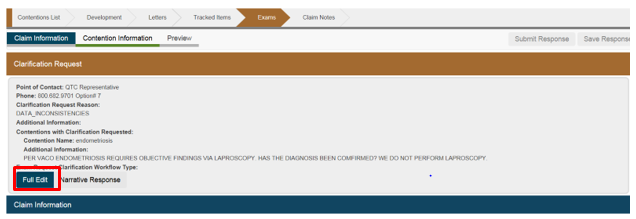 Contentions List Development Letters Tracked Items Exams Claim Notes
Claim Information Contention Information Preview Submit Response Save Response
Clarification Request
Point of Contact: QTC Representative
Phone: 800.682.9701 Option# 7
Clarification Request Reason:
DATA_INCONSISTENCIES
Additional Information:
Contentions with Clarification Requested:
Contention Name: endometriosis
Additional Information:
PER VACO ENDOMETRIOSIS REQUIRES OBJECTIVE FINDINGS VIA LAPROSCOPY. HAS THE DIAGNOSIS BEEN COMFIRMED? WE DO NOT PERFORM LAPROSCOPY.
Clarification Workflow Type:
Full Edit Narrative Response
Claim Information